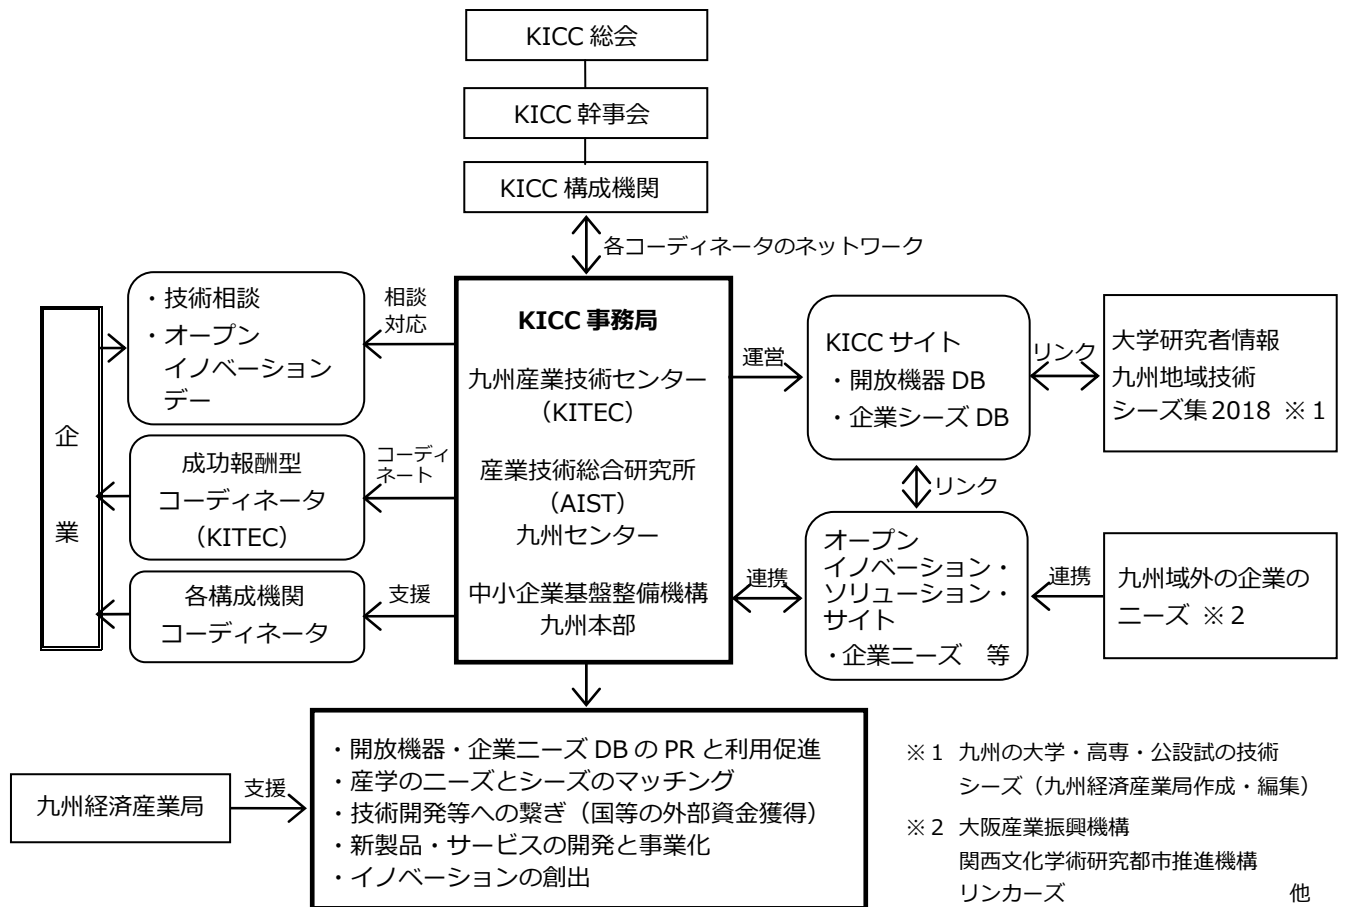 KICC 総会
KICC 幹事会
KICC 構成機関
各コーディネータのネットワーク
企
業
・技術相談
・オープン
イノベーション
デー
相談
対応
成功報酬型
コーディネータ
（KITEC）
コーディ
ネート
各構成機関
コーディネータ
支援
KICC 事務局
九州産業技術センター
（KITEC）
産業技術総合研究所
（AIST）
九州センター
中小企業基盤整備機構
九州本部
運営
KICC サイト
・開放機器 DB
・企業シーズ DB
リンク
大学研究者情報
九州地域技術
シーズ集 2018 ※１
リンク
連携
オープン
イノベーション・
ソリューション・
サイト
・企業ニーズ　等
連携
九州域外の企業の
ニーズ ※２
九州経済産業局
支援
・開放機器・企業ニーズ DB の PR と利用促進
・産学のニーズとシーズのマッチング
・技術開発等への繋ぎ（国等の外部資金獲得）
・新製品・サービスの開発と事業化
・イノベーションの創出
※１ 九州の大学・高専・公設試の技術
シーズ（九州経済産業局作成・編集）
※２ 大阪産業振興機構
関西文化学術研究都市推進機構
リンカーズ　　　　　　　他